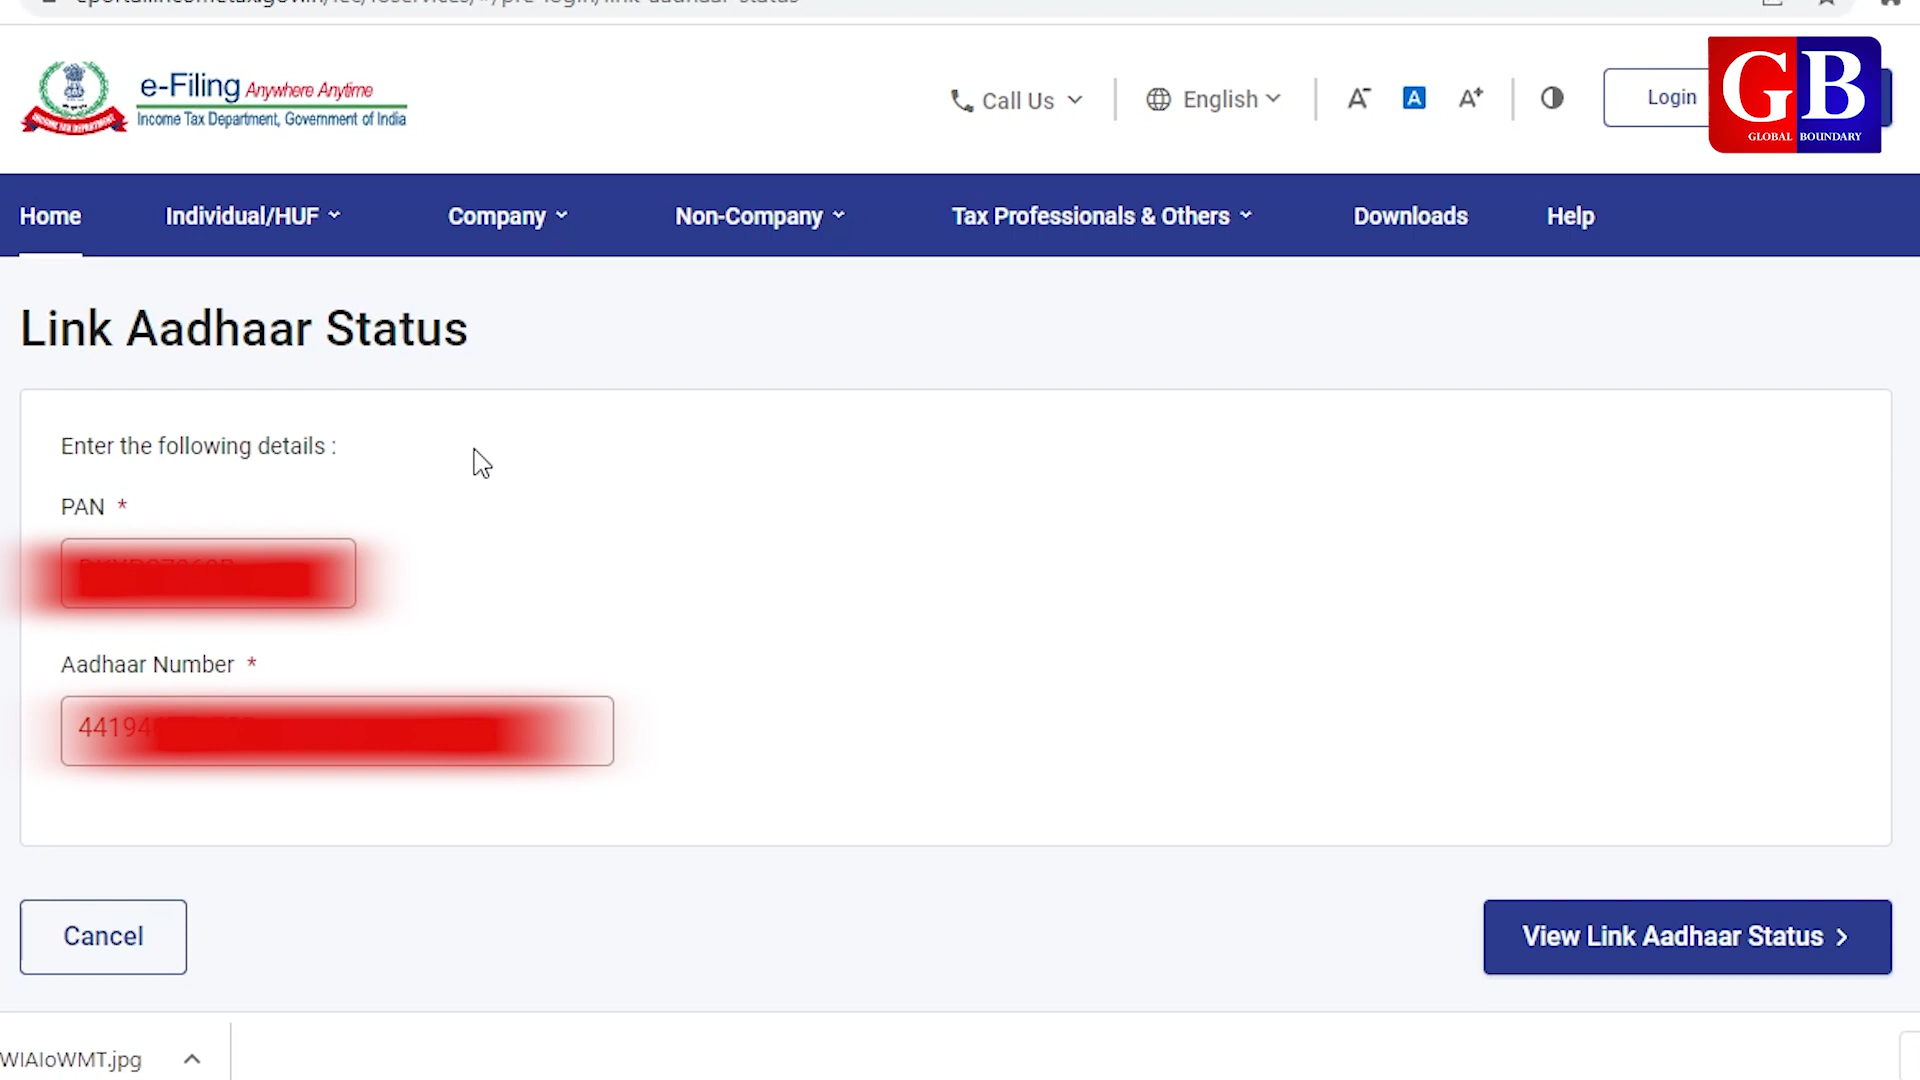 e-Filing Anywhere Anytime
Income Tax Department, Government of India
Call Us
English
A-
A
A+
Login
GB
GLOBAL BOUNDARY
Home
Individual/HUF
Company
Non-Company
Tax Professionals & Others
Downloads
Help
Link Aadhaar Status
Enter the following details :
PAN *
Aadhaar Number *
Cancel
View Link Aadhaar Status
WIAIoWMT.jpg